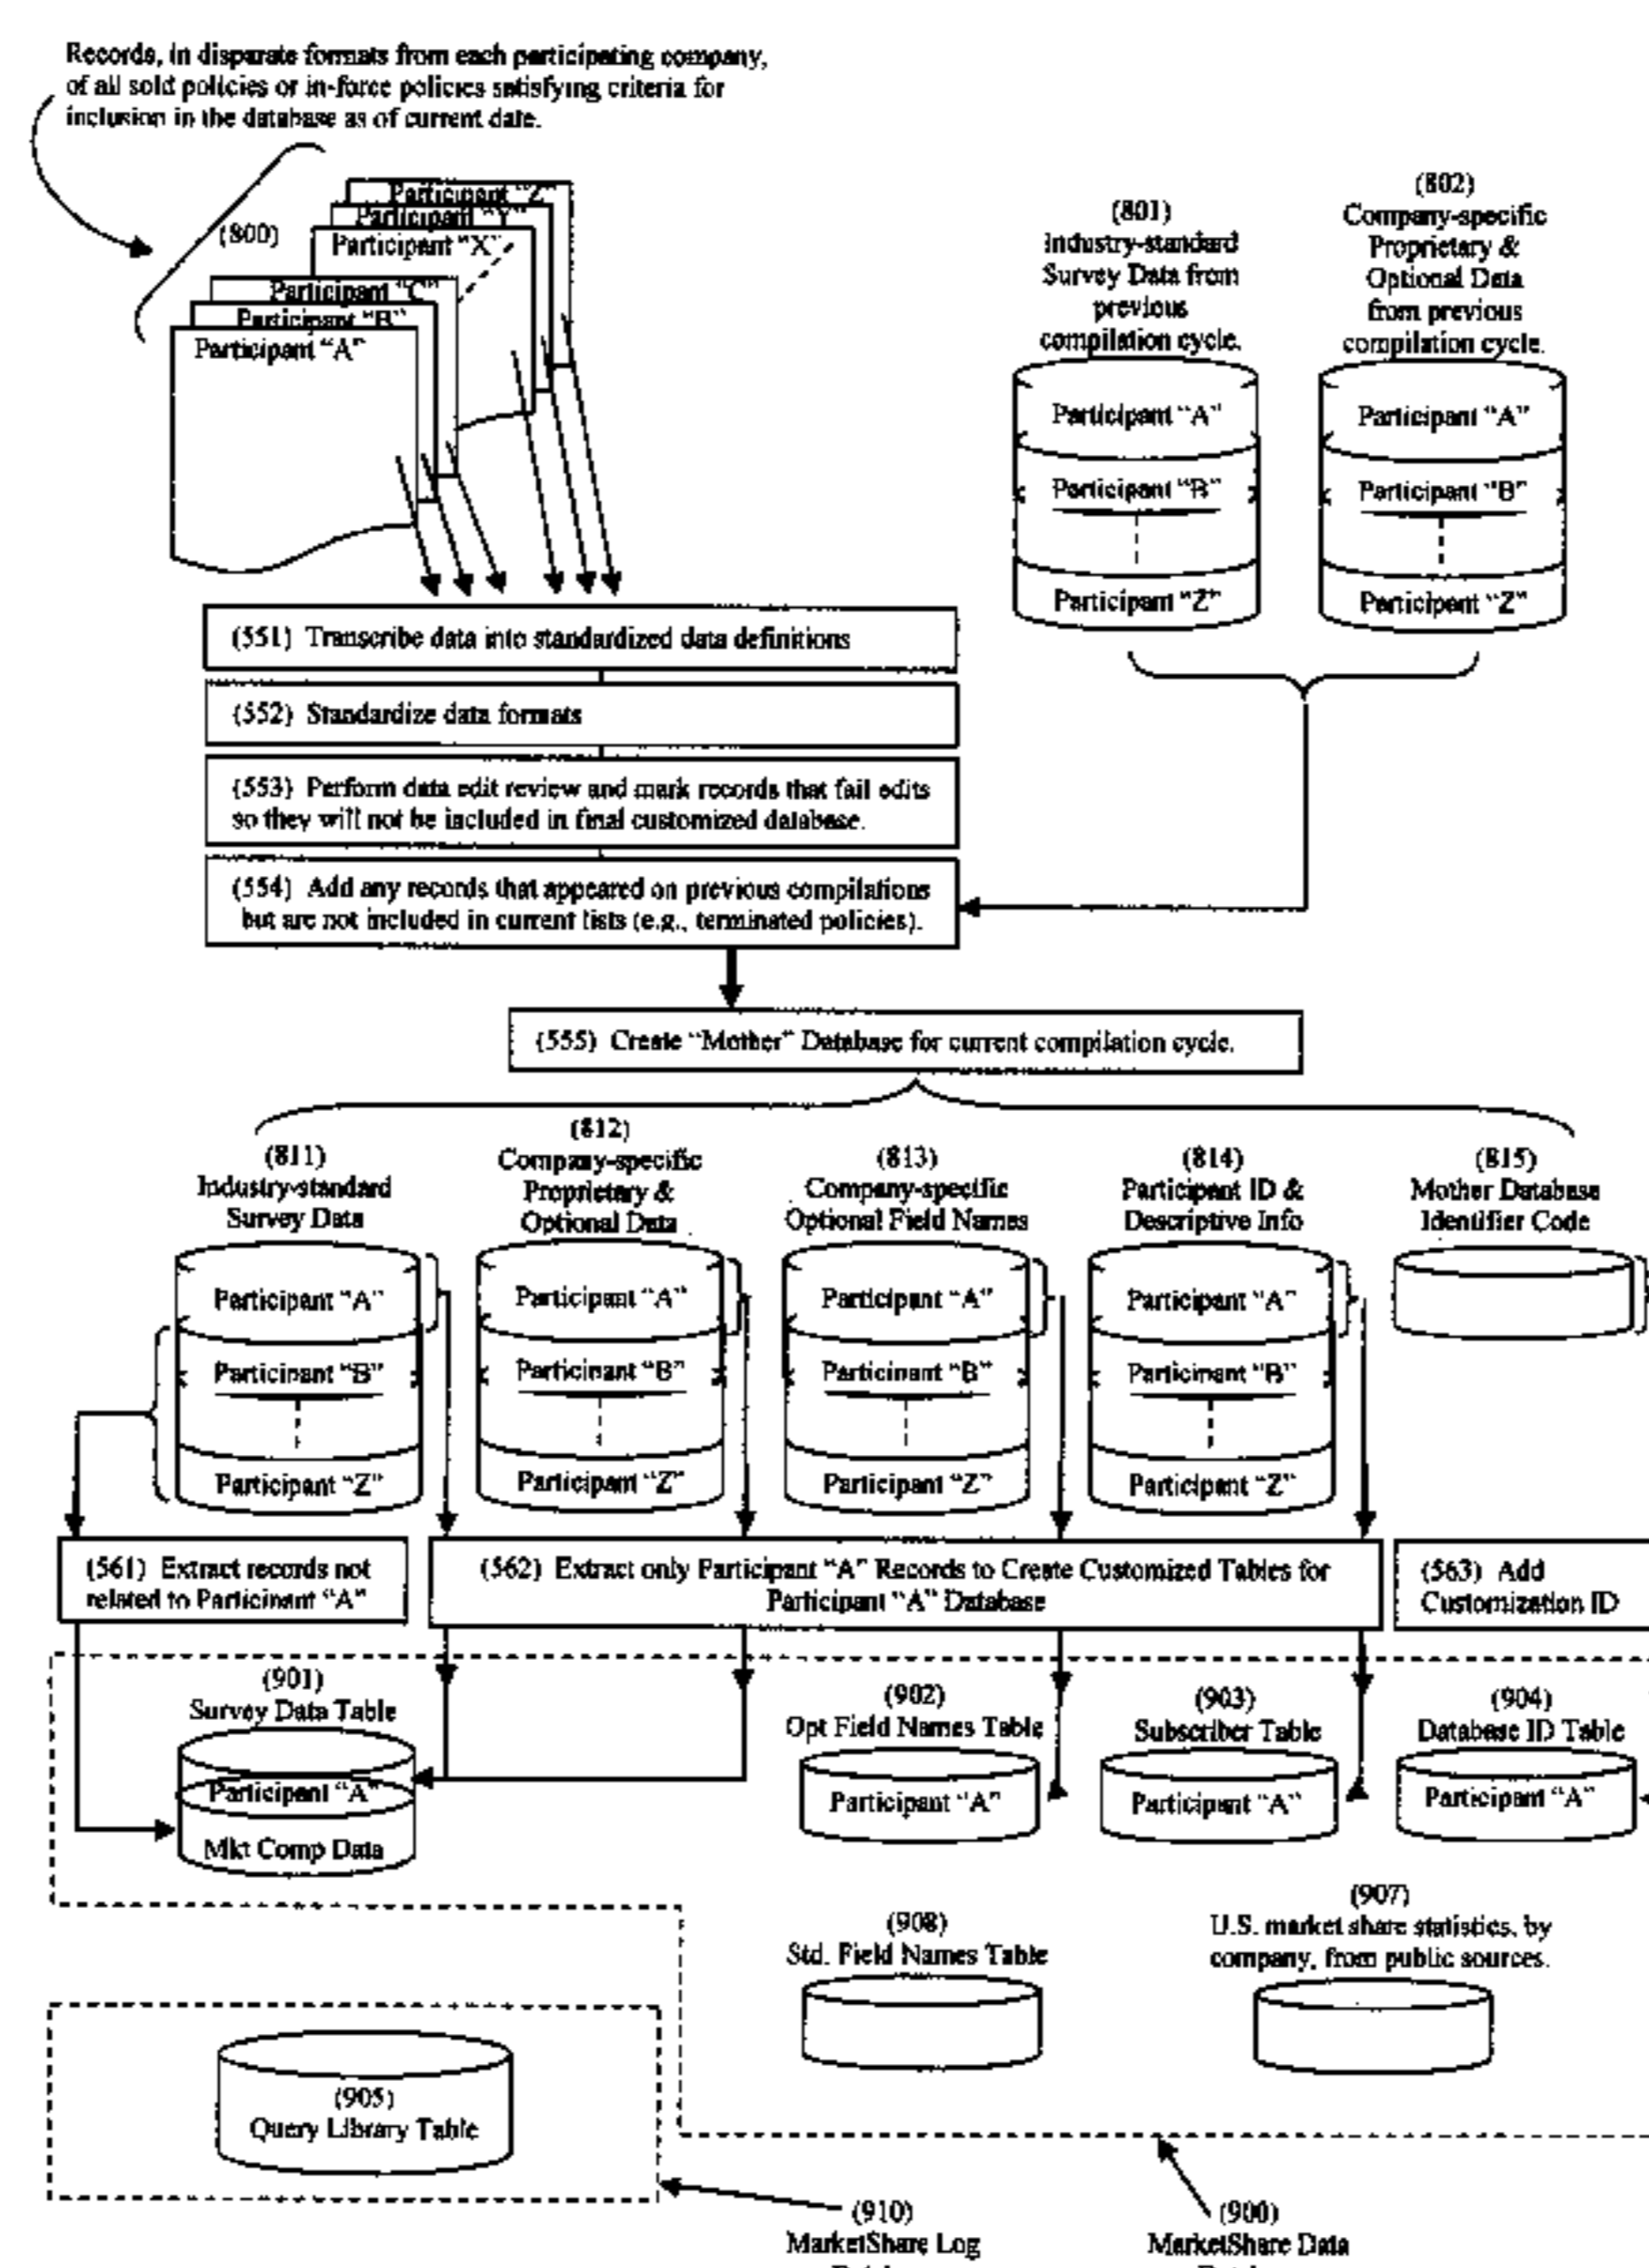 Records, in disparate formats from each participating company,
of all sold policies or in-force policies satisfying criteria for
inclusion in the database as of current date.
(800)
Participant "Z"
Participant "Y"
Participant "X"
Participant "C"
Participant "B"
Participant "A"
(801)
Industry-standard
Survey Data from
previous
compilation cycle.
Participant "A"
Participant "B"
Participant "Z"
(802)
Company-specific
Proprietary &
Optional Data
from previous
compilation cycle.
Participant "A"
Participant "B"
Participant "Z"
(551) Transcribe data into standardized data definitions
(552) Standardize data formats
(553) Perform data edit review and mark records that fail edits
so they will not be included in final customized database.
(554) Add any records that appeared on previous compilations
but are not included in current lists (e.g., terminated policies).
(555) Create "Mother" Database for current compilation cycle.
(811)
Industry-standard
Survey Data
Participant "A"
Participant "B"
Participant "Z"
(812)
Company-specific
Proprietary &
Optional Data
Participant "A"
Participant "B"
Participant "Z"
(813)
Company-specific
Optional Field Names
Participant "A"
Participant "B"
Participant "Z"
(814)
Participant ID &
Descriptive Info
Participant "A"
Participant "B"
Participant "Z"
(815)
Mother Database
Identifier Code
(561) Extract records not
related to Participant "A"
(562) Extract only Participant "A" Records to Create Customized Tables for
Participant "A" Database
(563) Add
Customization ID
(901)
Survey Data Table
Participant "A"
Mkt Comp Data
(902)
Opt Field Names Table
Participant "A"
(903)
Subscriber Table
Participant "A"
(904)
Database ID Table
Participant "A"
(908)
Std. Field Names Table
(907)
U.S. market share statistics, by
company, from public sources.
(905)
Query Library Table
(910)
MarketShare Log
(900)
MarketShare Data